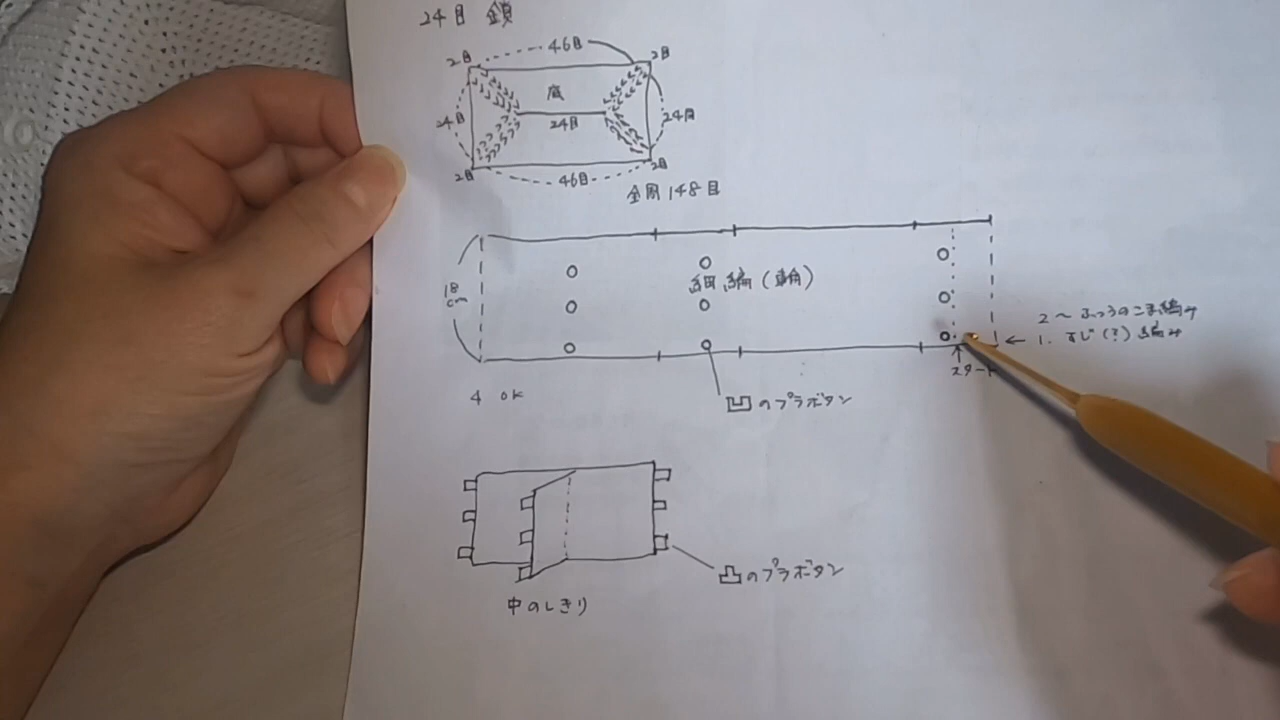 24目 鎖
46目
2目 2目
底
24目 24目 24目
2目 2目
46目
全周148目
18cm
細編(輪)
2〜ふつうのこま編み
←1. すじ(?)編み
↑
スタート
4 OK
凹のプラボタン
凸のプラボタン
中のしきり